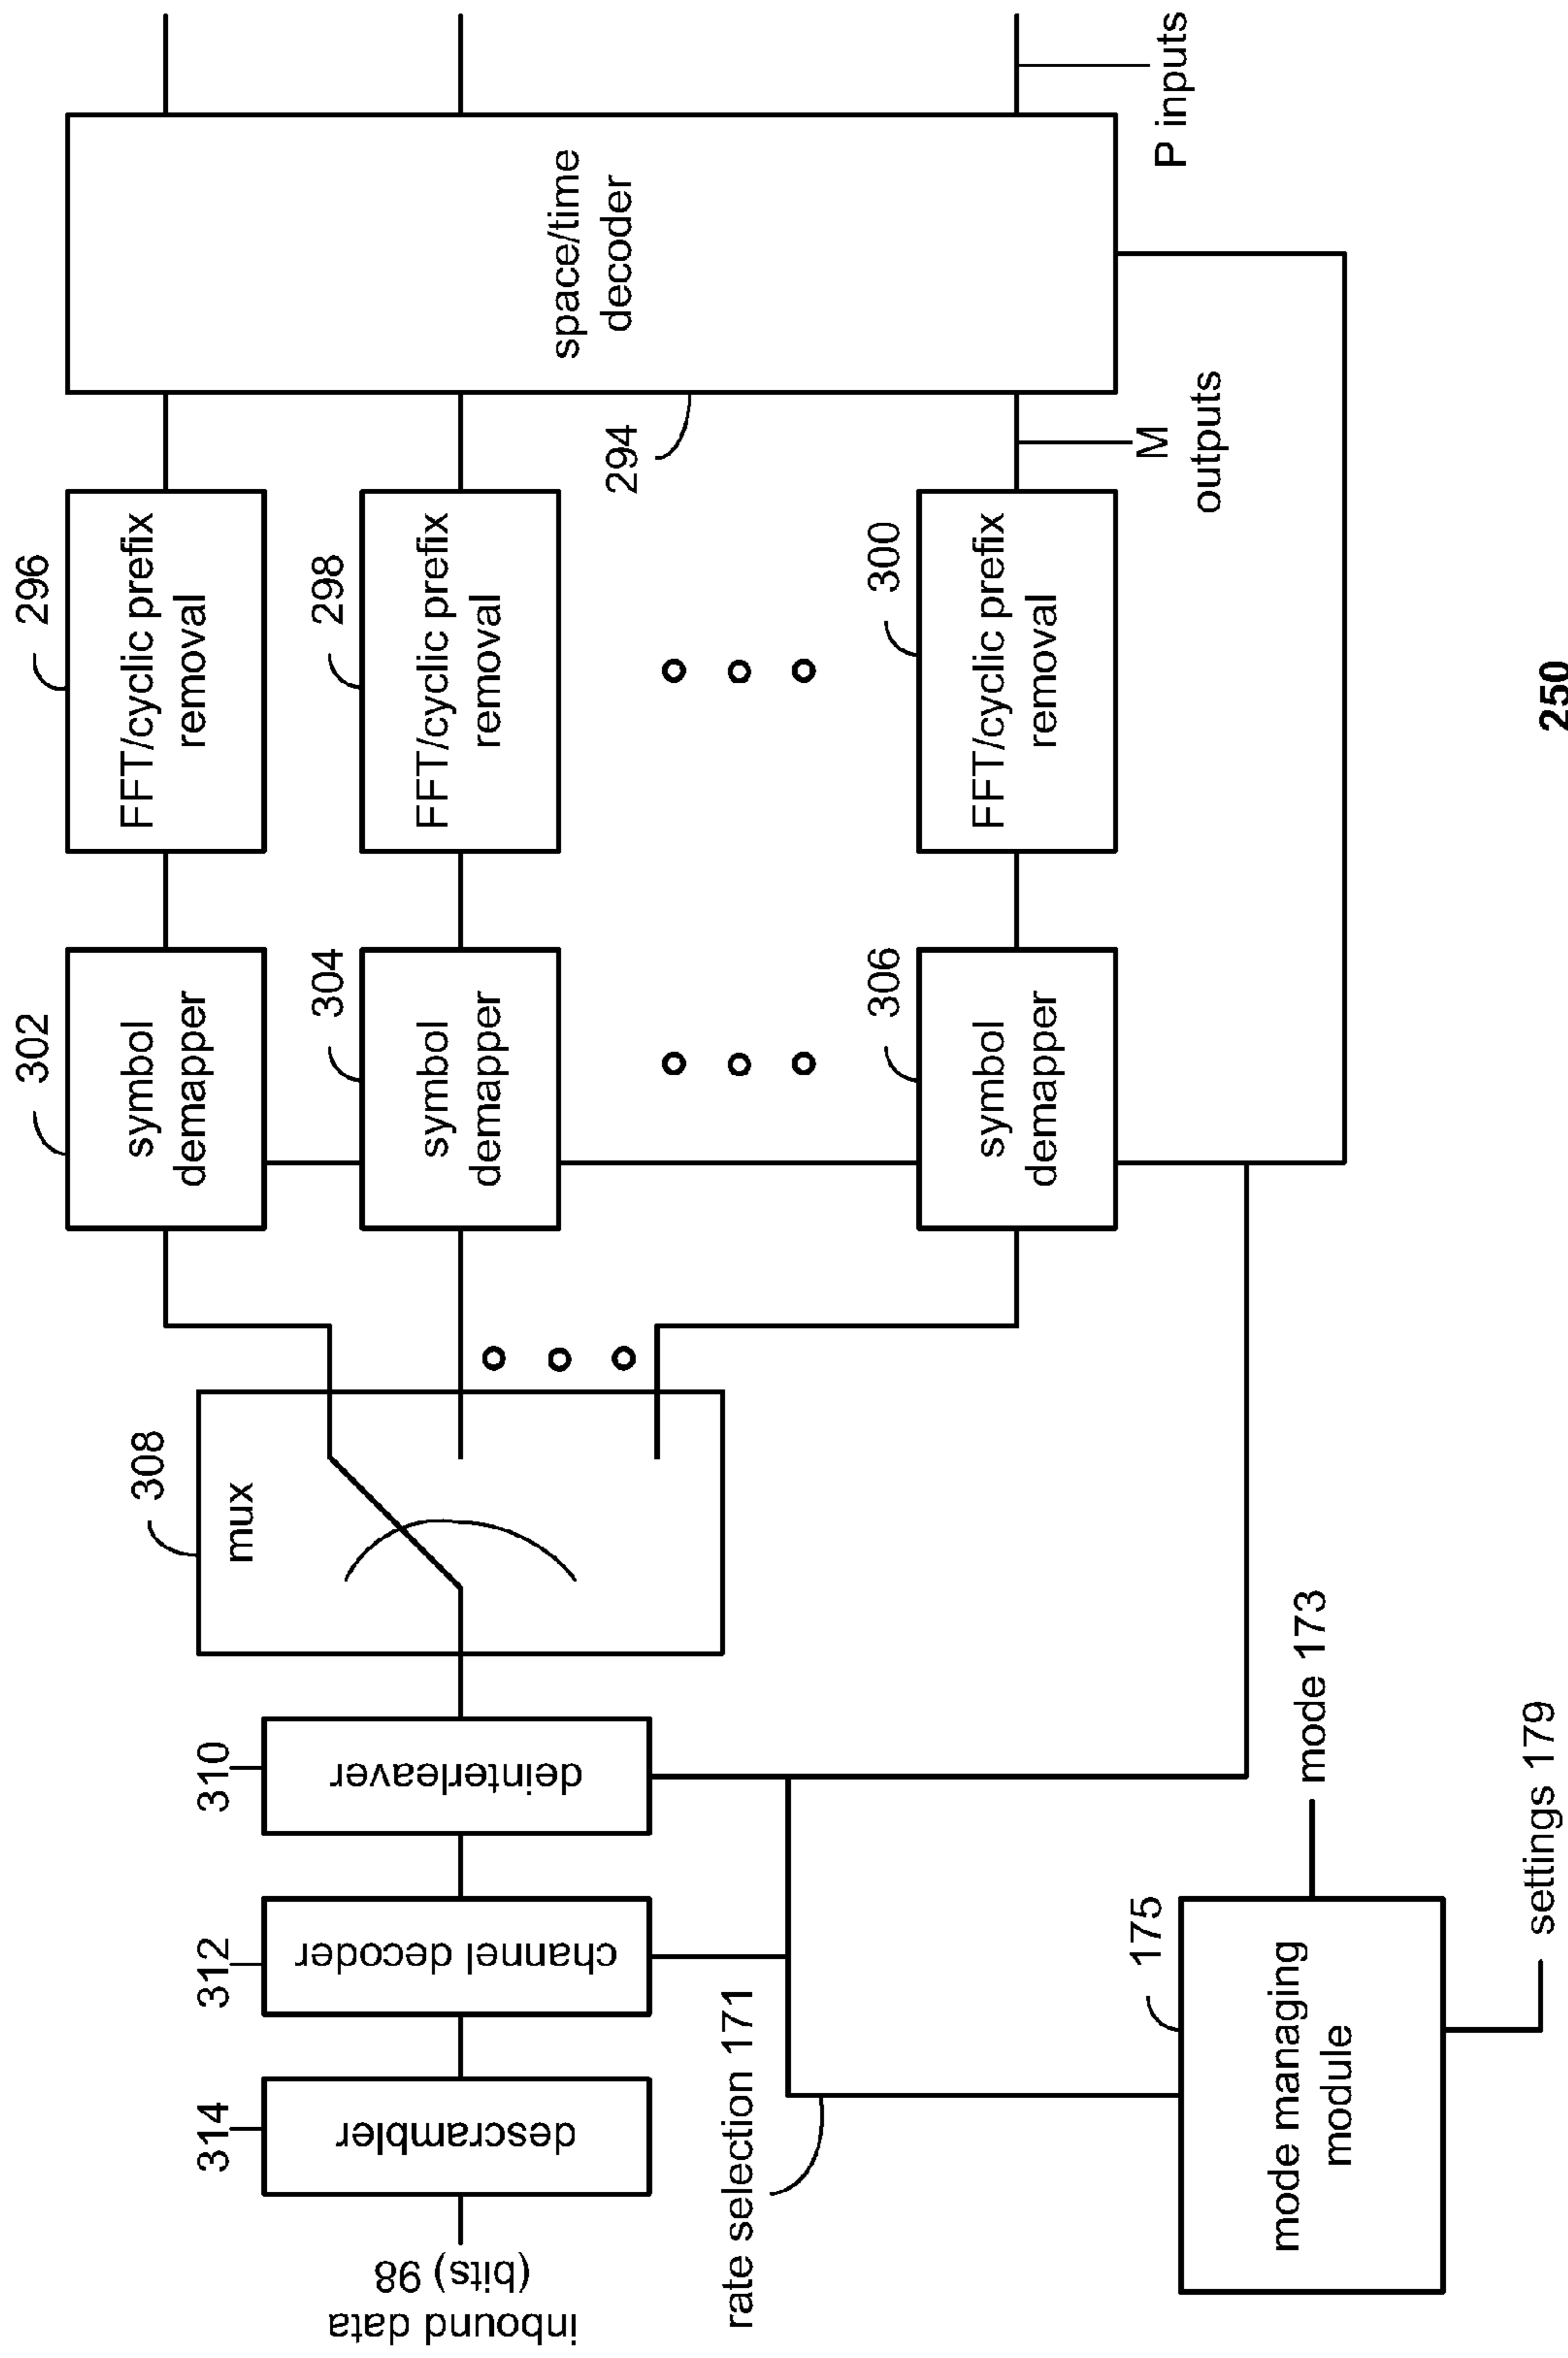 302
symbol
demapper
296
FFT/cyclic prefix
removal
308
mux
304
symbol
demapper
298
FFT/cyclic prefix
removal
space/time
decoder
294
inbound data
(bits) 98
314
descrambler
312
channel decoder
310
deinterleaver
306
symbol
demapper
300
FFT/cyclic prefix
removal
M
outputs
P inputs
rate selection 171
175
mode managing
module
mode 173
settings 179
250